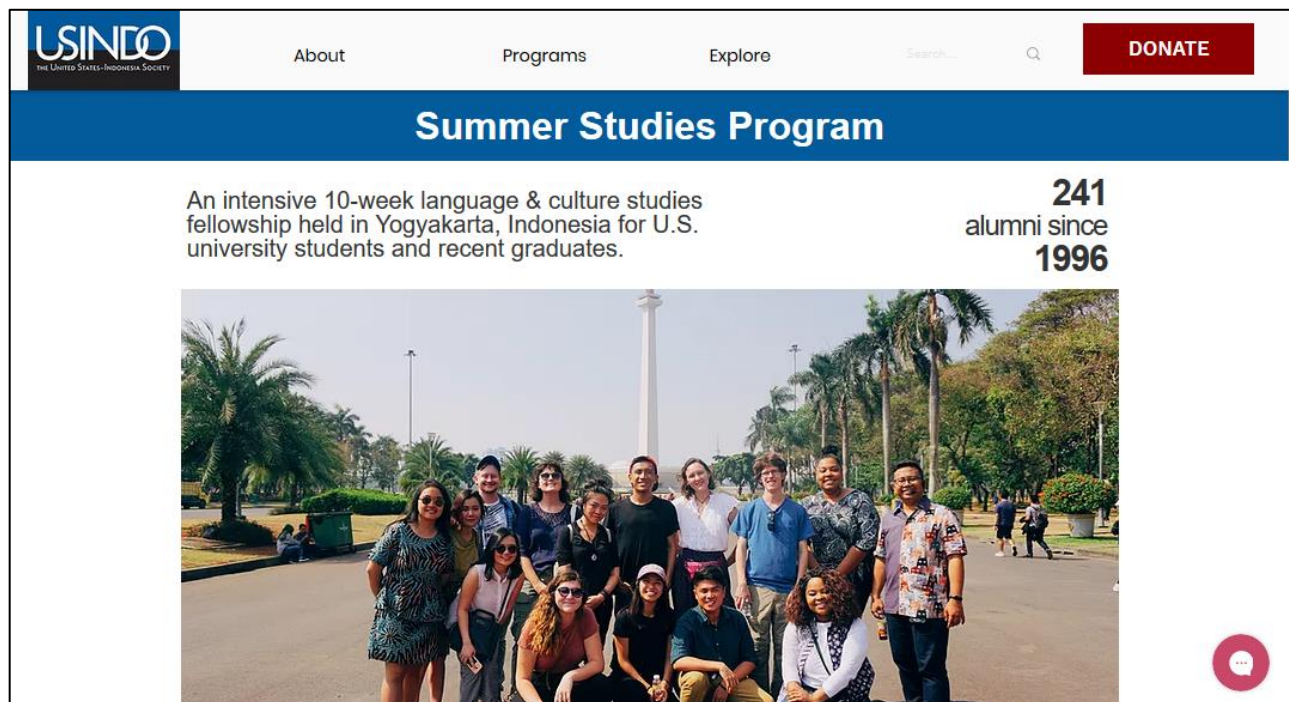 USINDO
THE UNITED STATES-INDONESIA SOCIETY
About
Programs
Explore
Search...
DONATE
Summer Studies Program
An intensive 10-week language & culture studies
fellowship held in Yogyakarta, Indonesia for U.S.
university students and recent graduates.
241
alumni since
1996